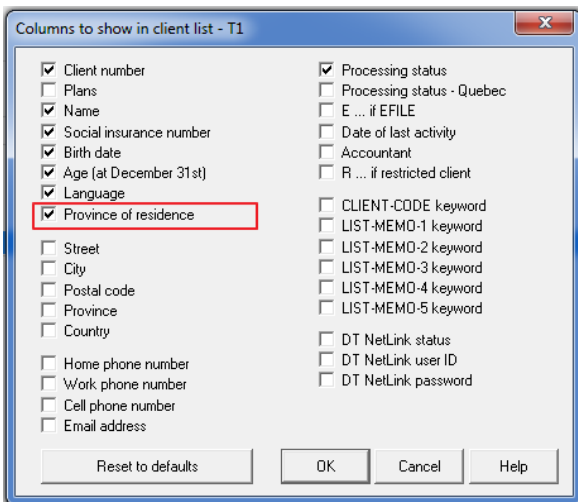 Columns to show in client list - T1
Client number
Plans
Name
Social insurance number
Birth date
Age (at December 31st)
Language
Province of residence
Street
City
Postal code
Province
Country
Home phone number
Work phone number
Cell phone number
Email address
Processing status
Processing status - Quebec
E ... if EFILE
Date of last activity
Accountant
R ... if restricted client
CLIENT-CODE keyword
LIST-MEMO-1 keyword
LIST-MEMO-2 keyword
LIST-MEMO-3 keyword
LIST-MEMO-4 keyword
LIST-MEMO-5 keyword
DT NetLink status
DT NetLink user ID
DT NetLink password
Reset to defaults
OK
Cancel
Help